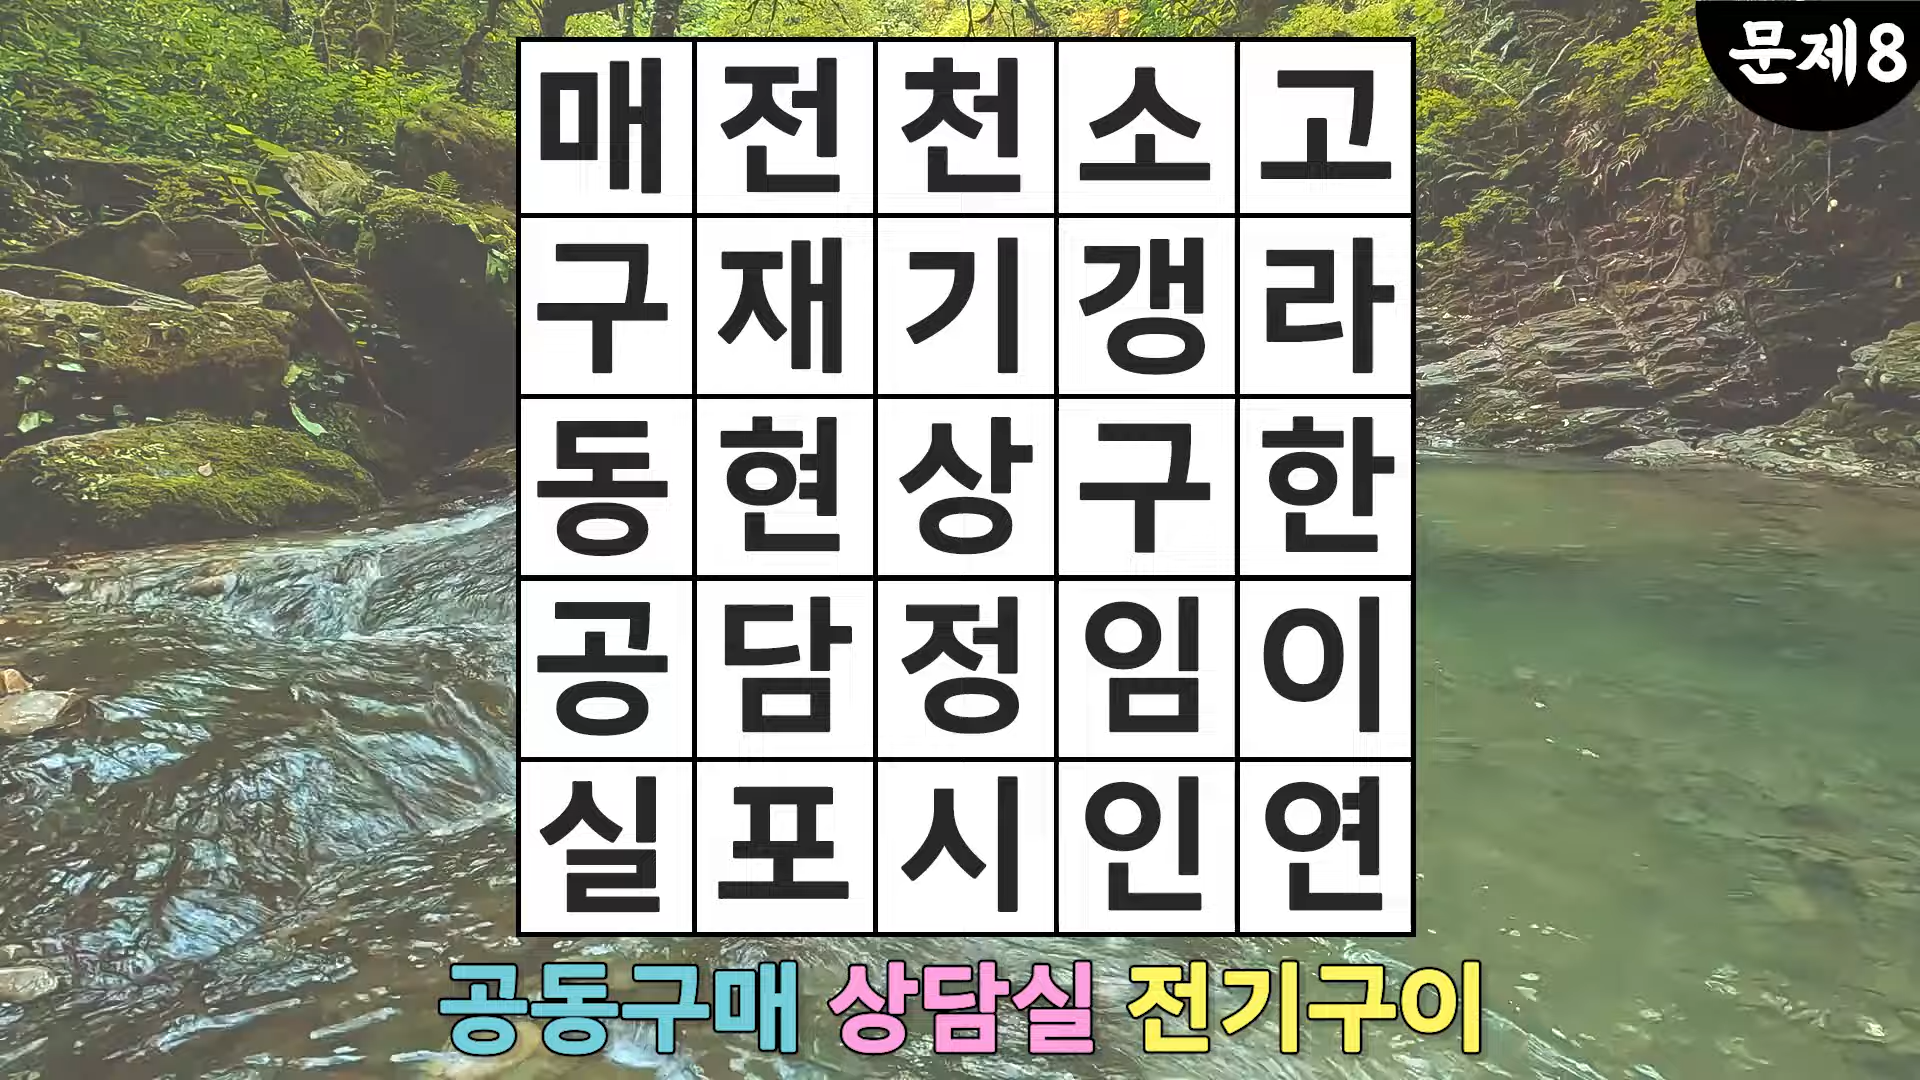 문제8
매 전 천 소 고
구 재 기 갱 라
동 현 상 구 한
공 담 정 임 이
실 포 시 인 연
공동구매 상담실 전기구이